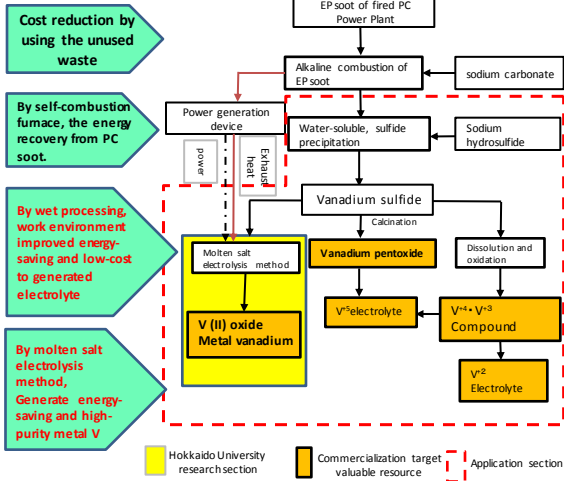 Cost reduction by
using the unused
waste
EP soot of fired PC
Power Plant
Alkaline combustion of
EP soot
sodium carbonate
By self-combustion
furnace, the energy
recovery from PC
soot.
Power generation
device
Water-soluble, sulfide
precipitation
Sodium
hydrosulfide
power
Exhaust
heat
By wet processing,
work environment
improved energy-
saving and low-cost
to generated
electrolyte
Vanadium sulfide
Calcination
Molten salt
electrolysis method
Vanadium pentoxide
Dissolution and
oxidation
V (II) oxide
Metal vanadium
V+5electrolyte
V+4・V+3
Compound
V+2
Electrolyte
By molten salt
electrolysis
method,
Generate energy-
saving and high-
purity metal V
Hokkaido University
research section
Commercialization target
valuable resource
Application section